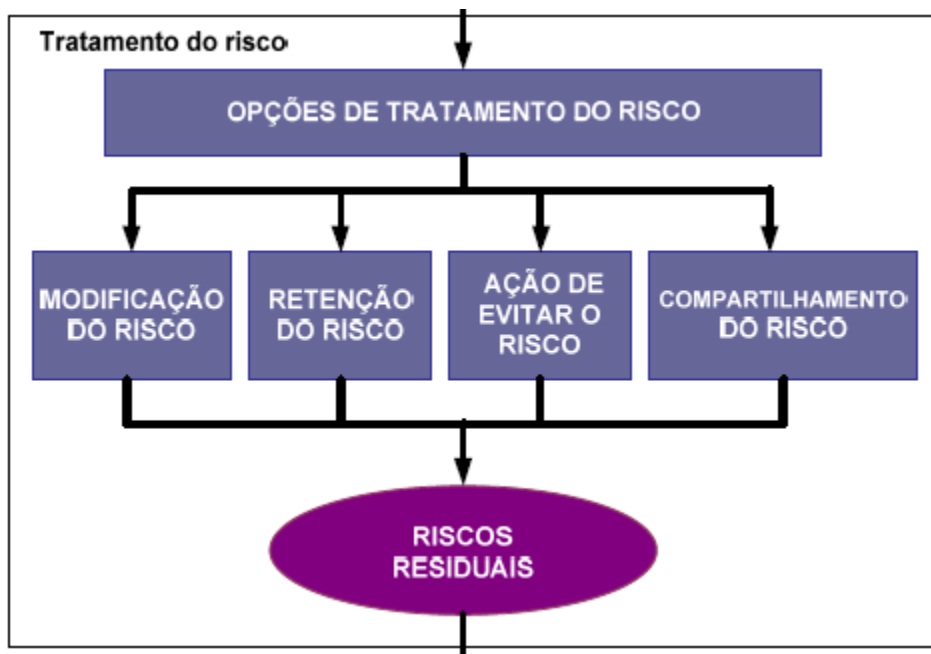 Tratamento do risco
OPÇÕES DE TRATAMENTO DO RISCO
MODIFICAÇÃO
DO RISCO
RETENÇÃO
DO RISCO
AÇÃO DE
EVITAR O
RISCO
COMPARTILHAMENTO
DO RISCO
RISCOS
RESIDUAIS